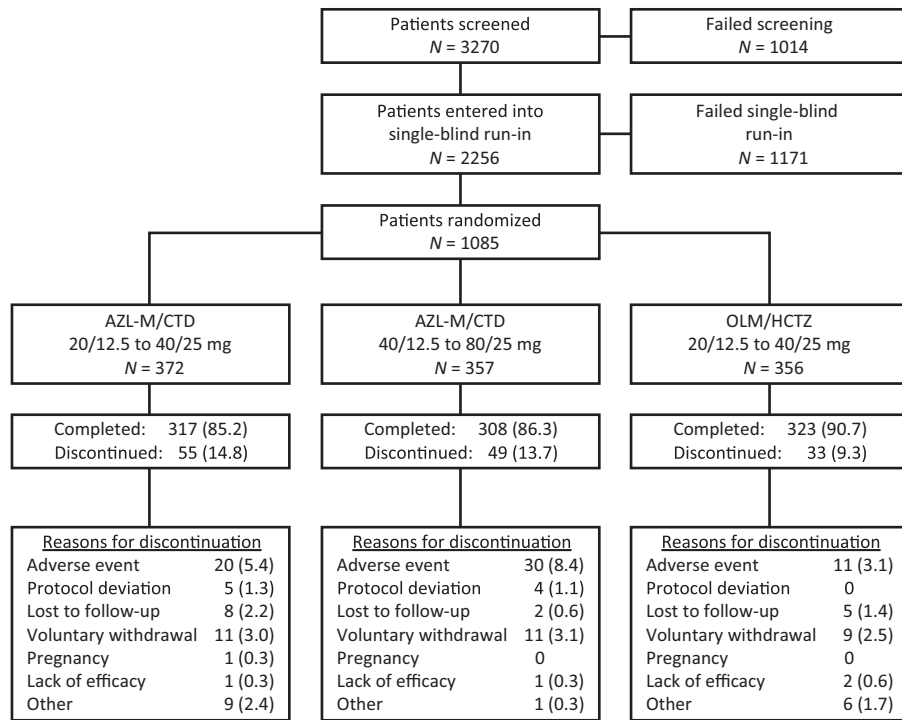 Patients screened
N = 3270
Failed screening
N = 1014
Patients entered into
single-blind run-in
N = 2256
Failed single-blind
run-in
N = 1171
Patients randomized
N = 1085
AZL-M/CTD
20/12.5 to 40/25 mg
N = 372
AZL-M/CTD
40/12.5 to 80/25 mg
N = 357
OLM/HCTZ
20/12.5 to 40/25 mg
N = 356
Completed: 317 (85.2)
Discontinued: 55 (14.8)
Completed: 308 (86.3)
Discontinued: 49 (13.7)
Completed: 323 (90.7)
Discontinued: 33 (9.3)
Reasons for discontinuation
Adverse event 20 (5.4)
Protocol deviation 5 (1.3)
Lost to follow-up 8 (2.2)
Voluntary withdrawal 11 (3.0)
Pregnancy 1 (0.3)
Lack of efficacy 1 (0.3)
Other 9 (2.4)
Reasons for discontinuation
Adverse event 30 (8.4)
Protocol deviation 4 (1.1)
Lost to follow-up 2 (0.6)
Voluntary withdrawal 11 (3.1)
Pregnancy 0
Lack of efficacy 1 (0.3)
Other 1 (0.3)
Reasons for discontinuation
Adverse event 11 (3.1)
Protocol deviation 0
Lost to follow-up 5 (1.4)
Voluntary withdrawal 9 (2.5)
Pregnancy 0
Lack of efficacy 2 (0.6)
Other 6 (1.7)